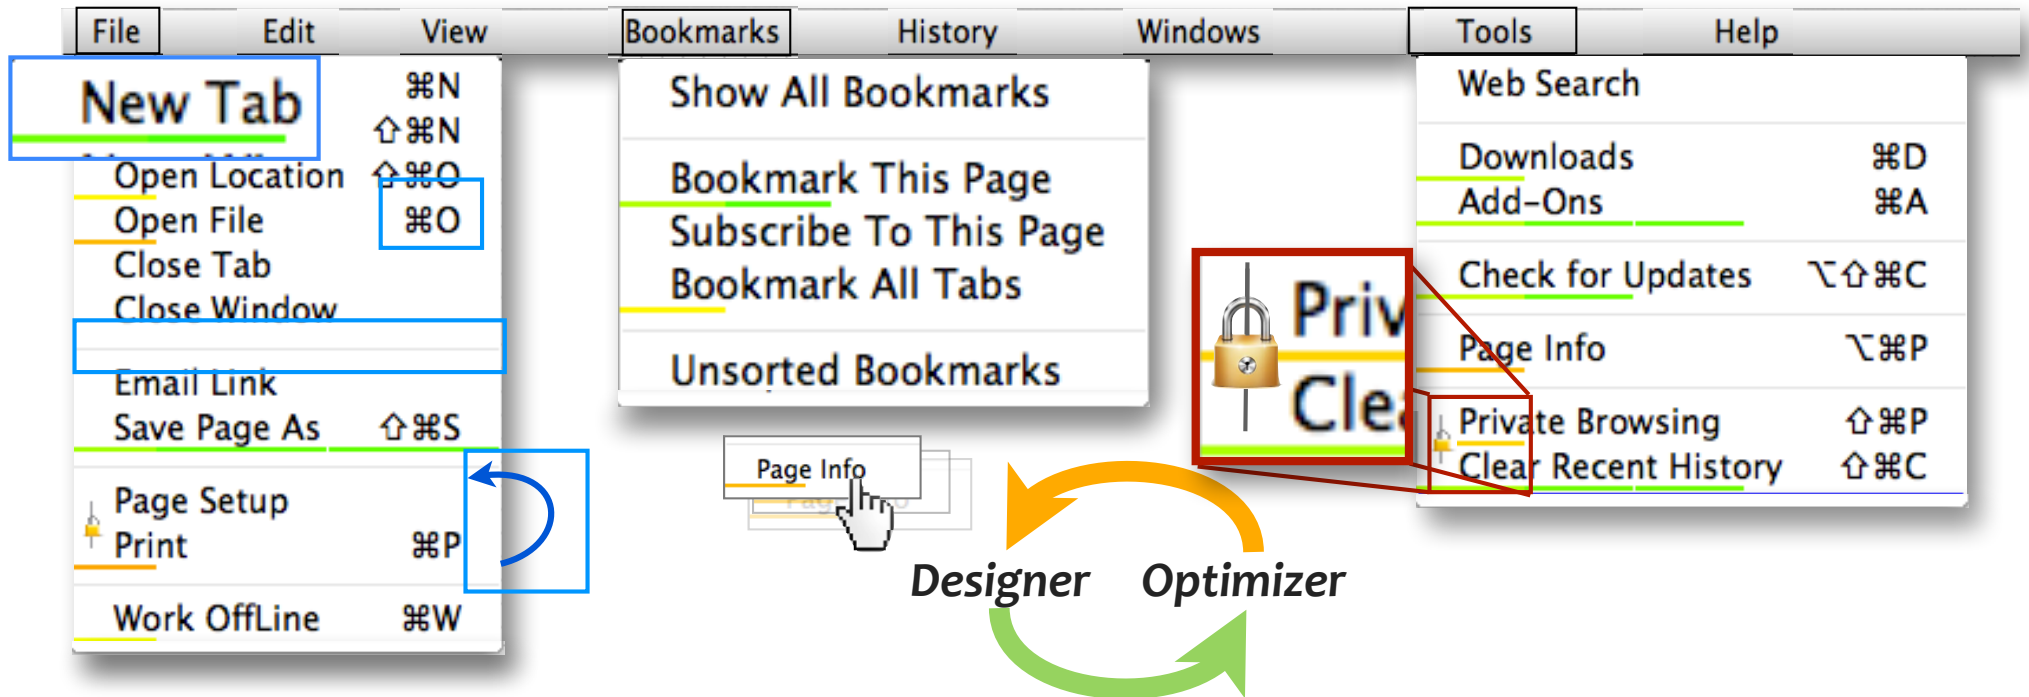 File Edit View Bookmarks History Windows Tools Help
New Tab ⌘N
⇧⌘N
Open Location ⇧⌘O
Open File ⌘O
Close Tab
Close Window
Email Link
Save Page As ⇧⌘S
Page Setup
Print ⌘P
Work OffLine ⌘W
Show All Bookmarks
Bookmark This Page
Subscribe To This Page
Bookmark All Tabs
Unsorted Bookmarks
Page Info
Designer Optimizer
Web Search
Downloads ⌘D
Add-Ons ⌘A
Check for Updates ⌥⇧⌘C
Page Info ⌥⌘P
Private Browsing ⇧⌘P
Clear Recent History ⇧⌘C
Priv
Clea